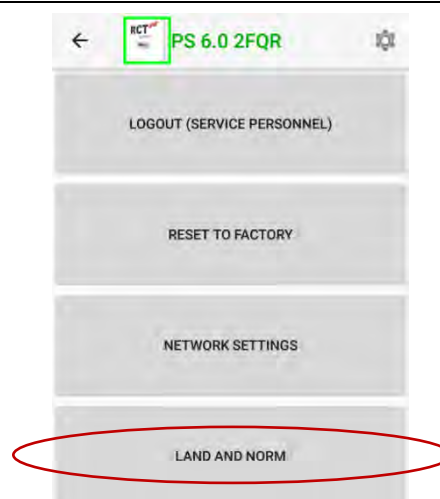 RCT
PS 6.0 2FQR
LOGOUT (SERVICE PERSONNEL)
RESET TO FACTORY
NETWORK SETTINGS
LAND AND NORM